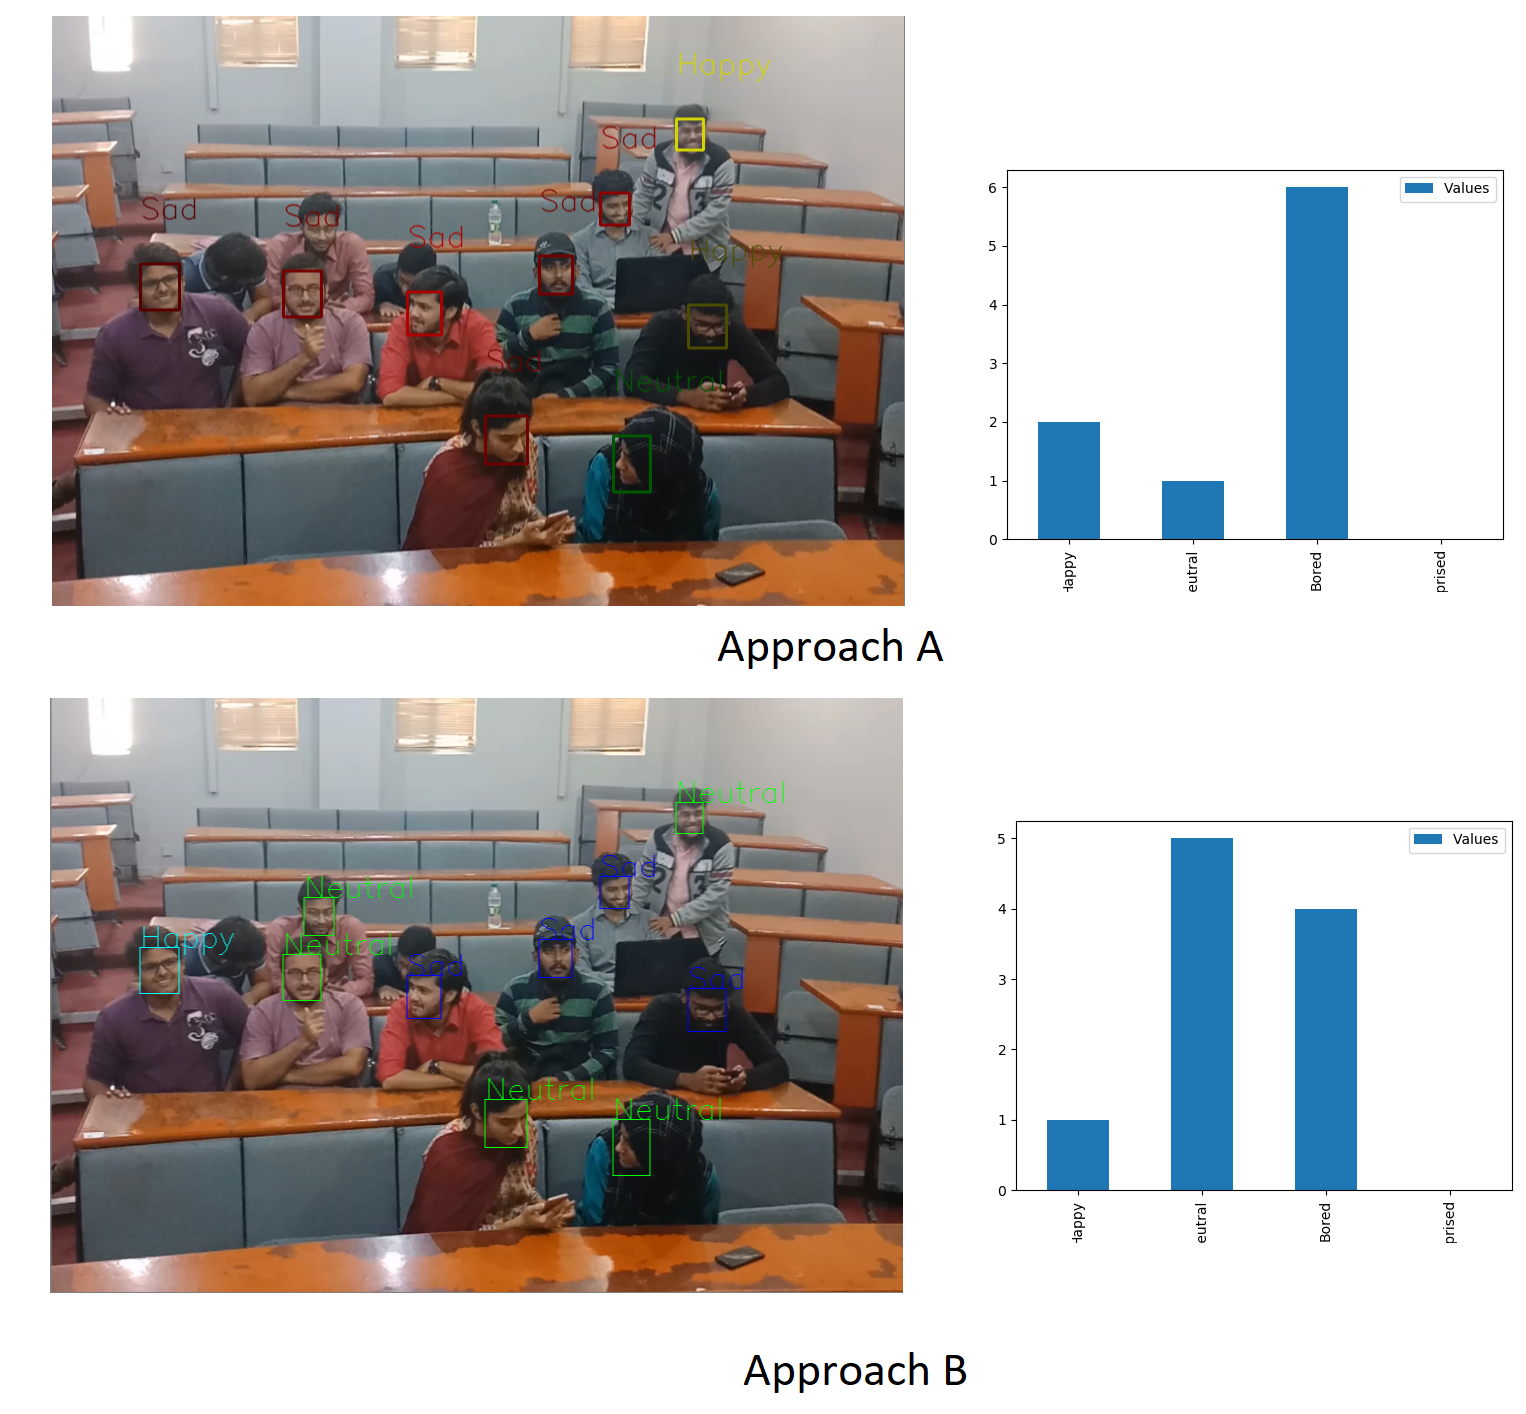 Happy
Sad
Sad
Sad
Sad
Sad
Happy
Sad
Neutral
Values
6
5
4
3
2
1
0
Happy
eutral
Bored
prised
Approach A
Neutral
Sad
Neutral
Happy
Neutral
Sad
Sad
Sad
Neutral
Neutral
Values
5
4
3
2
1
0
Happy
eutral
Bored
prised
Approach B